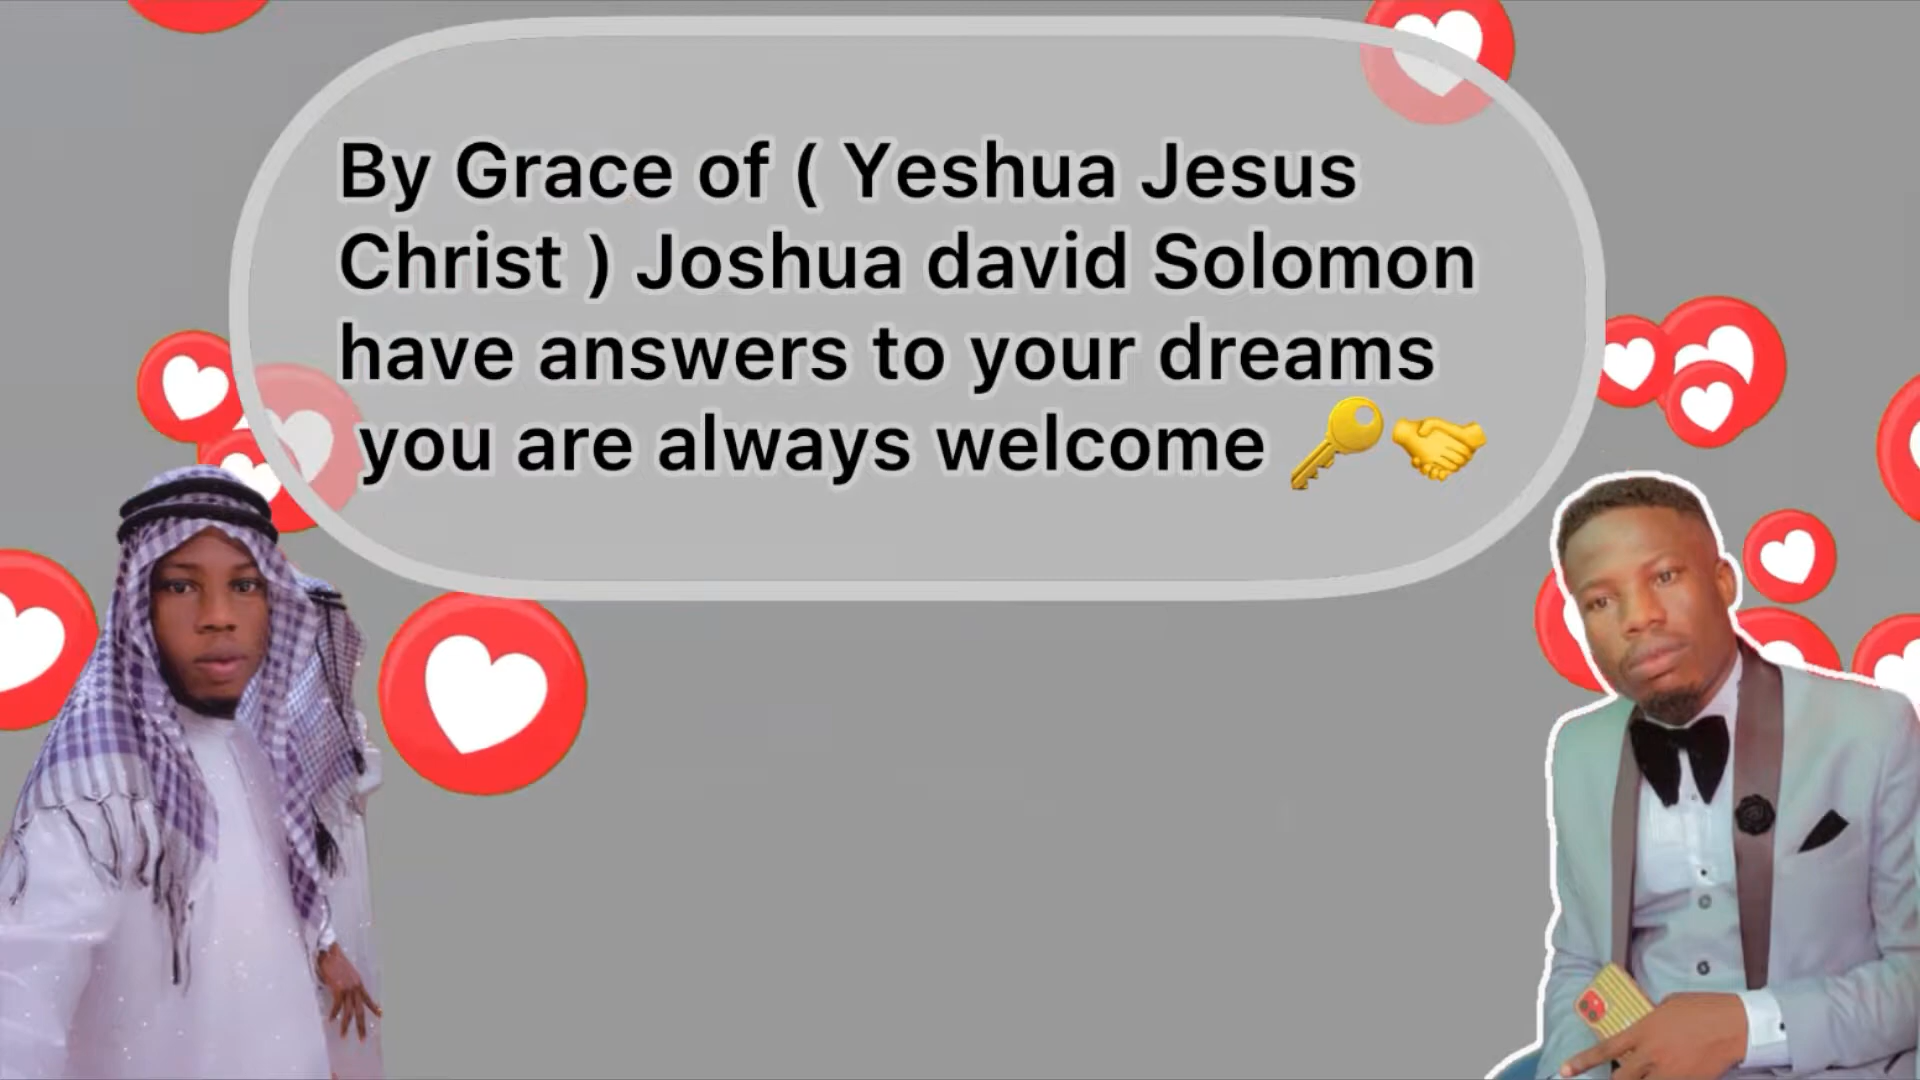 By Grace of ( Yeshua Jesus
Christ ) Joshua david Solomon
have answers to your dreams
you are always welcome 🔑🤝